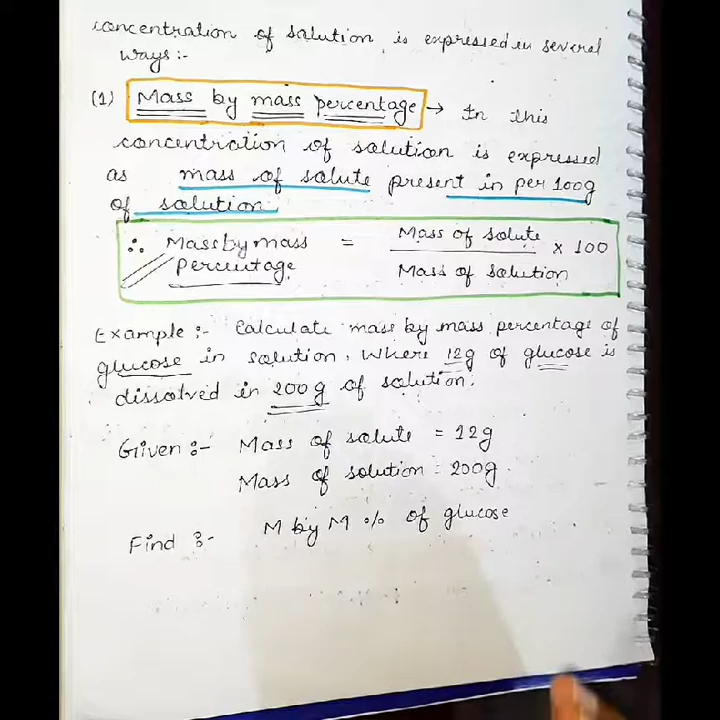 concentration of solution is expressed in several
ways :-
(1) Mass by mass percentage → In this
concentration of solution is expressed
as mass of solute present in per 100g
of solution.
∴ Mass by mass percentage = Mass of solute / Mass of solution x 100
Example :- Calculate mass by mass percentage of
glucose in solution, where 12g of glucose is
dissolved in 200g of solution.
Given :- Mass of solute = 12g
Mass of solution = 200g
Find :- M by M % of glucose